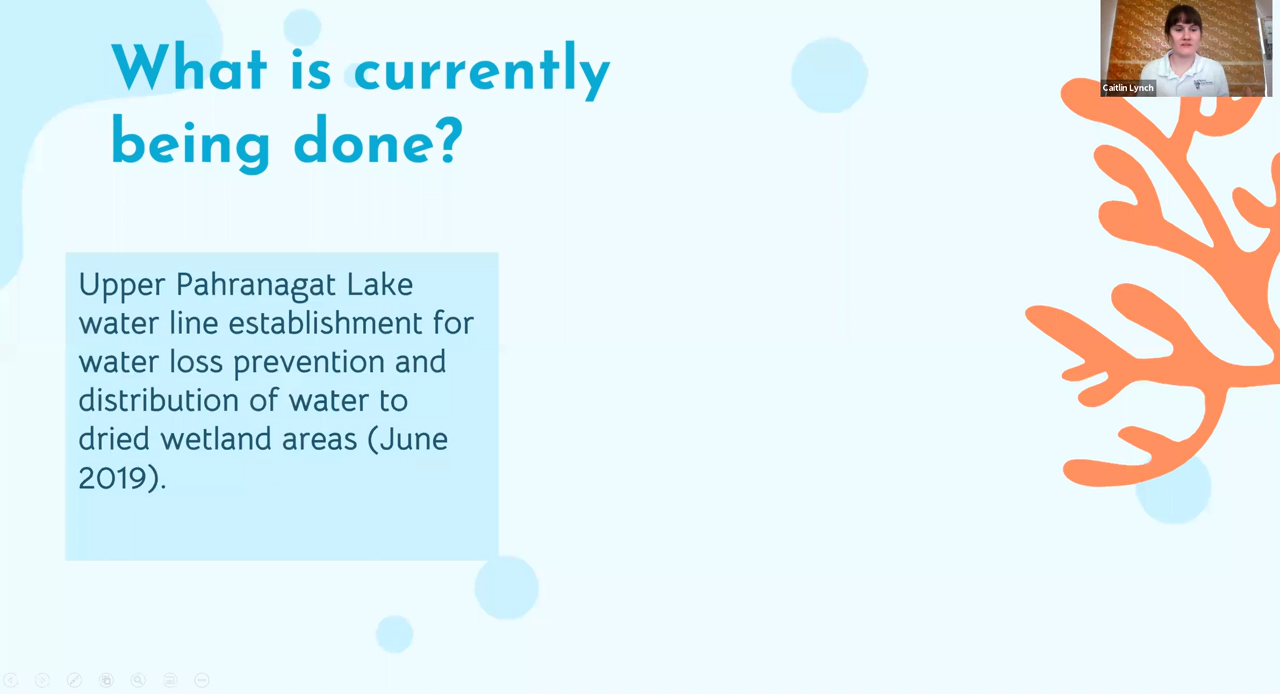 What is currently
being done?
Upper Pahranagat Lake
water line establishment for
water loss prevention and
distribution of water to
dried wetland areas (June
2019).
Caitlin Lynch